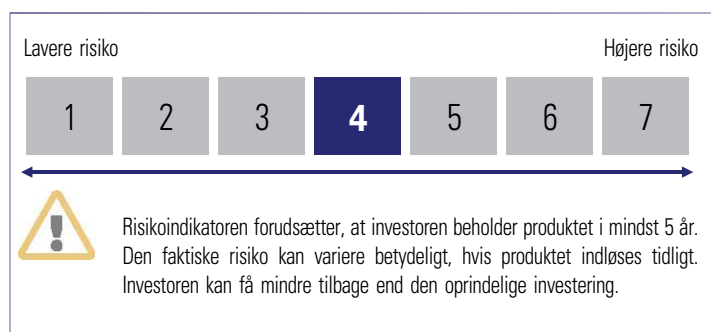 Lavere risiko Højere risiko
1 2 3 4 5 6 7
Risikoindikatoren forudsætter, at investoren beholder produktet i mindst 5 år.
Den faktiske risiko kan variere betydeligt, hvis produktet indløses tidligt.
Investoren kan få mindre tilbage end den oprindelige investering.